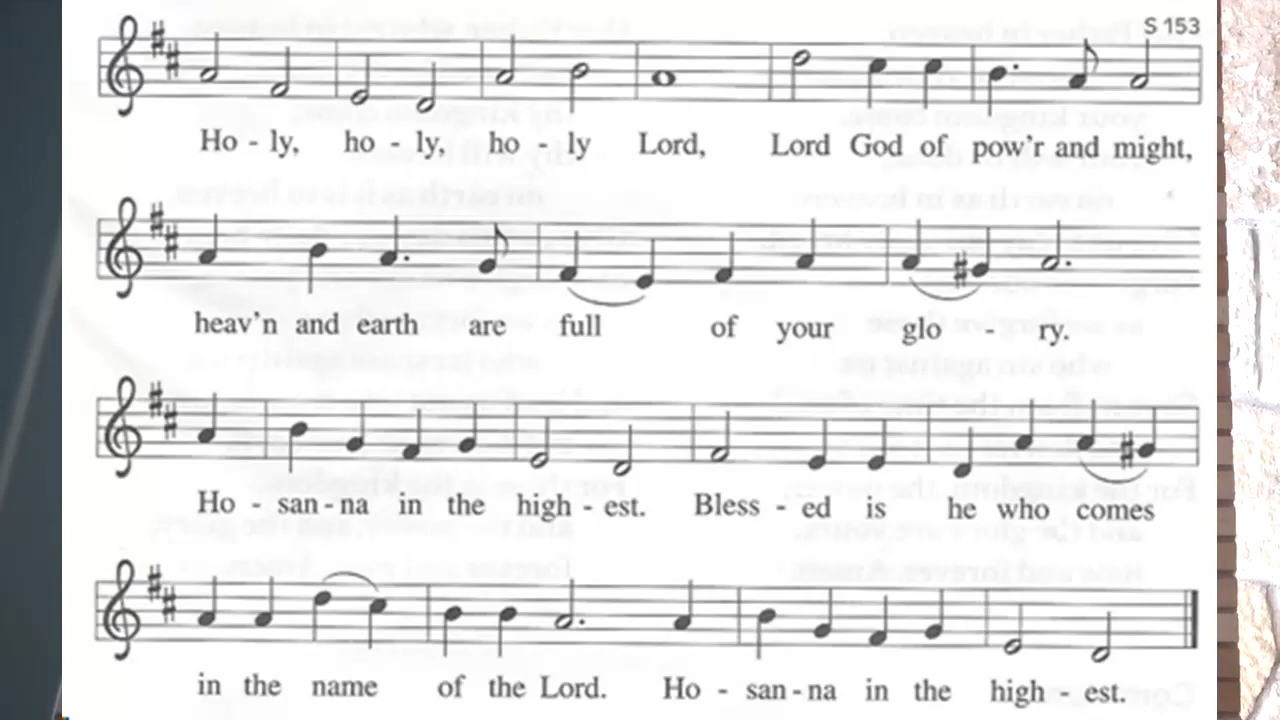 S 153
Ho - ly, ho - ly, ho - ly Lord, Lord God of pow'r and might,
heav'n and earth are full of your glo - ry.
Ho - san - na in the high - est. Bless - ed is he who comes
in the name of the Lord. Ho - san - na in the high - est.